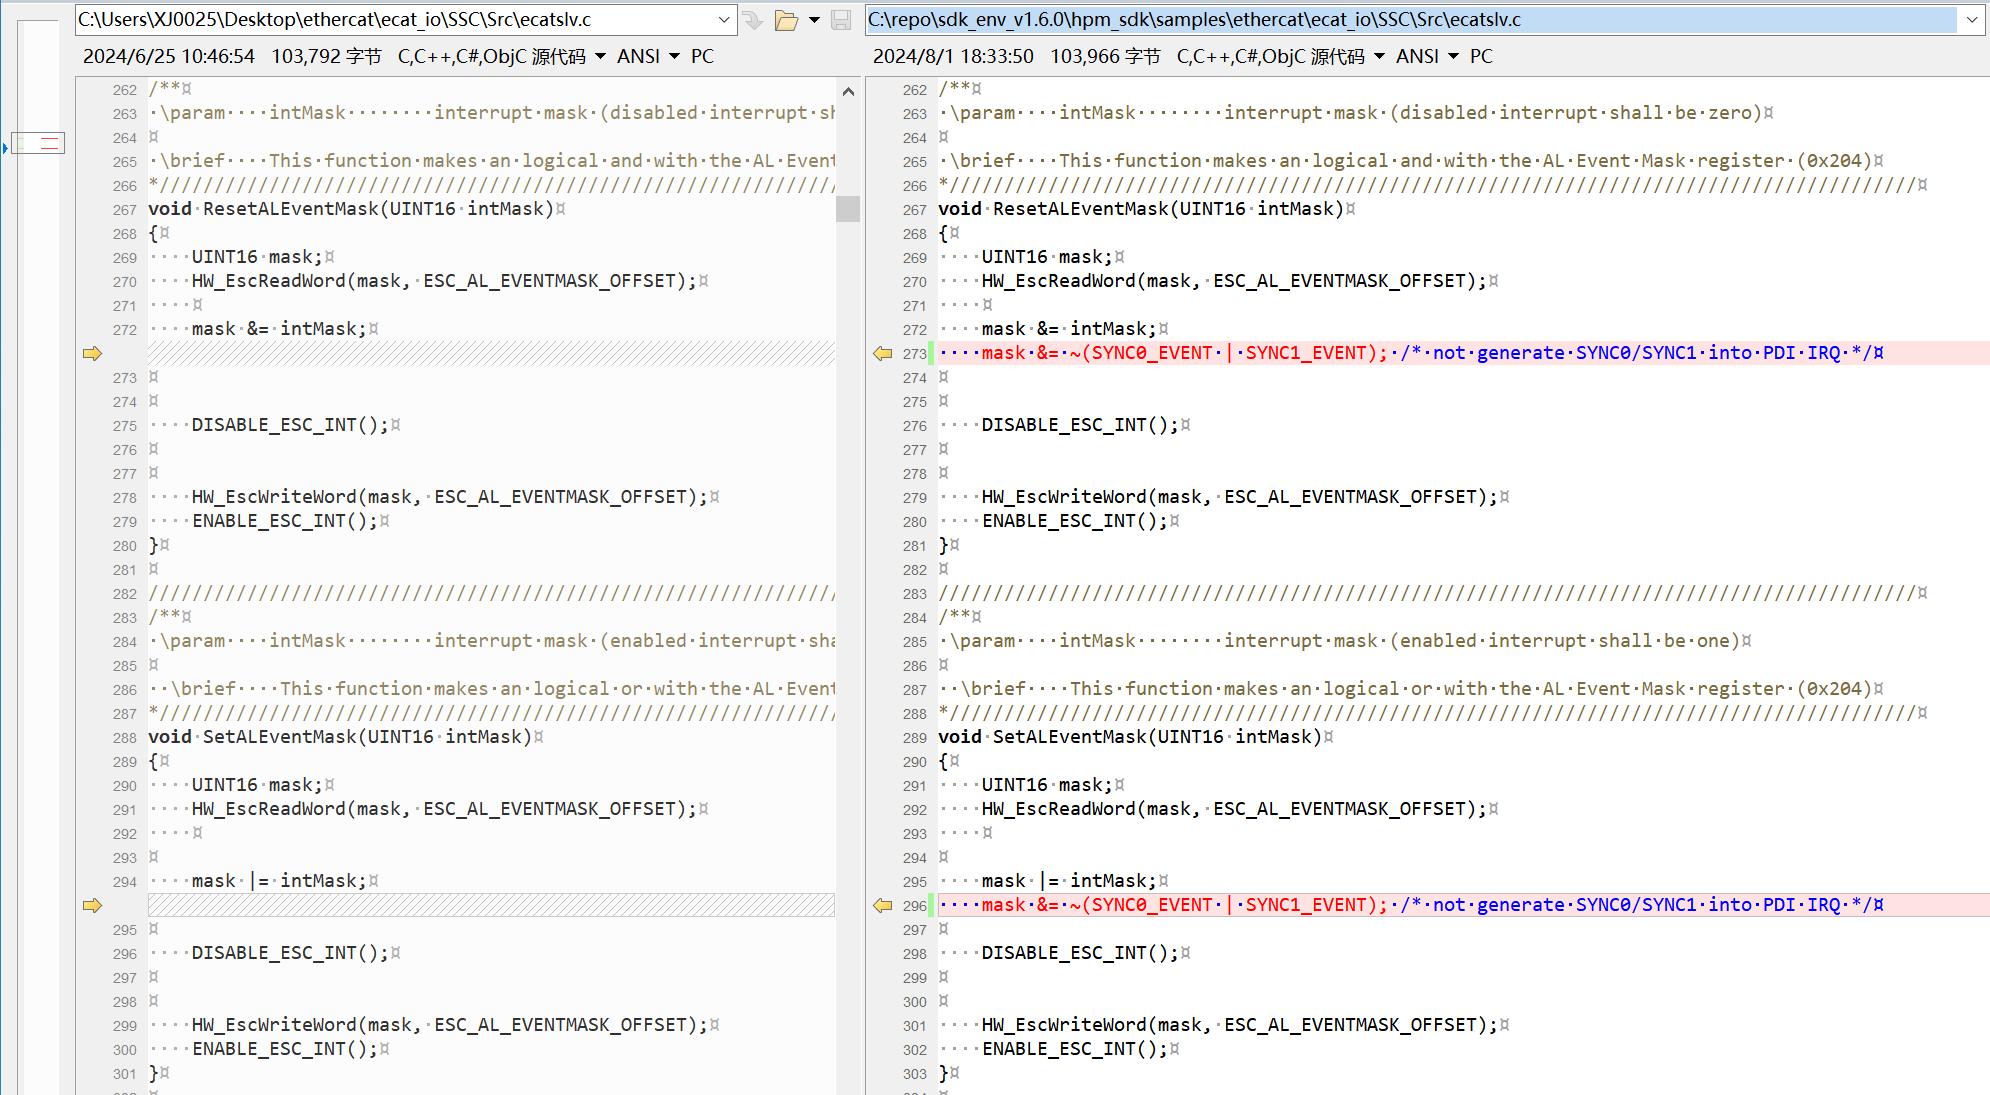 C:\Users\XJ0025\Desktop\ethercat\ecat_io\SSC\Src\ecatslv.c
2024/6/25 10:46:54 103,792 字节 C,C++,C#,ObjC 源代码 ANSI PC
262 /**
263 \param    intMask        interrupt mask (disabled interrupt sh
264
265 \brief    This function makes an logical and with the AL Event
266 *//////////////////////////////////////////////////////////////
267 void ResetALEventMask(UINT16 intMask)
268 {
269     UINT16 mask;
270     HW_EscReadWord(mask, ESC_AL_EVENTMASK_OFFSET);
271
272     mask &= intMask;
273
274
275     DISABLE_ESC_INT();
276
277
278     HW_EscWriteWord(mask, ESC_AL_EVENTMASK_OFFSET);
279     ENABLE_ESC_INT();
280 }
281
282 ///////////////////////////////////////////////////////////////
283 /**
284 \param    intMask        interrupt mask (enabled interrupt sha
285
286  \brief    This function makes an logical or with the AL Event
287 *//////////////////////////////////////////////////////////////
288 void SetALEventMask(UINT16 intMask)
289 {
290     UINT16 mask;
291     HW_EscReadWord(mask, ESC_AL_EVENTMASK_OFFSET);
292
293
294     mask |= intMask;
295
296     DISABLE_ESC_INT();
297
298
299     HW_EscWriteWord(mask, ESC_AL_EVENTMASK_OFFSET);
300     ENABLE_ESC_INT();
301 }
C:\repo\sdk_env_v1.6.0\hpm_sdk\samples\ethercat\ecat_io\SSC\Src\ecatslv.c
2024/8/1 18:33:50 103,966 字节 C,C++,C#,ObjC 源代码 ANSI PC
262 /**
263 \param    intMask        interrupt mask (disabled interrupt shall be zero)
264
265 \brief    This function makes an logical and with the AL Event Mask register (0x204)
266 *////////////////////////////////////////////////////////////////////////////////////////
267 void ResetALEventMask(UINT16 intMask)
268 {
269     UINT16 mask;
270     HW_EscReadWord(mask, ESC_AL_EVENTMASK_OFFSET);
271
272     mask &= intMask;
273     mask &= ~(SYNC0_EVENT | SYNC1_EVENT); /* not generate SYNC0/SYNC1 into PDI IRQ */
274
275
276     DISABLE_ESC_INT();
277
278
279     HW_EscWriteWord(mask, ESC_AL_EVENTMASK_OFFSET);
280     ENABLE_ESC_INT();
281 }
282
283 /////////////////////////////////////////////////////////////////////////////////////////
284 /**
285 \param    intMask        interrupt mask (enabled interrupt shall be one)
286
287  \brief    This function makes an logical or with the AL Event Mask register (0x204)
288 *////////////////////////////////////////////////////////////////////////////////////////
289 void SetALEventMask(UINT16 intMask)
290 {
291     UINT16 mask;
292     HW_EscReadWord(mask, ESC_AL_EVENTMASK_OFFSET);
293
294
295     mask |= intMask;
296     mask &= ~(SYNC0_EVENT | SYNC1_EVENT); /* not generate SYNC0/SYNC1 into PDI IRQ */
297
298     DISABLE_ESC_INT();
299
300
301     HW_EscWriteWord(mask, ESC_AL_EVENTMASK_OFFSET);
302     ENABLE_ESC_INT();
303 }